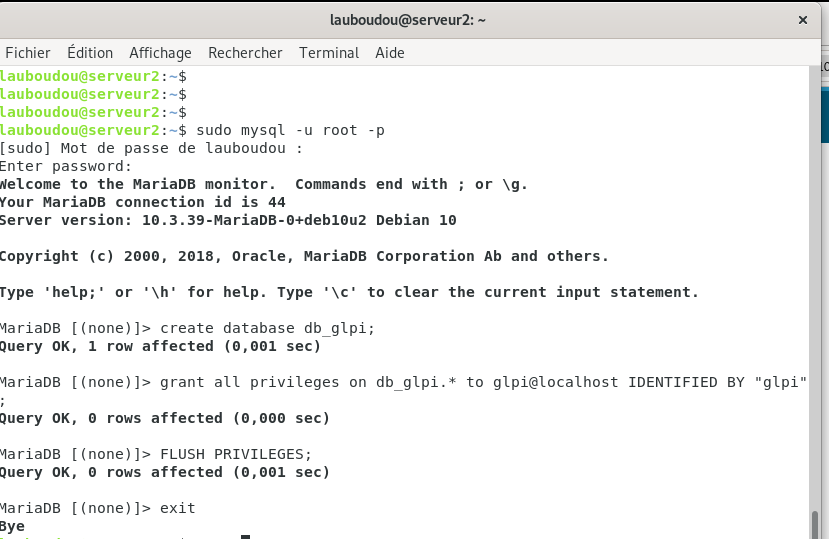 lauboudou@serveur2: ~
Fichier Édition Affichage Rechercher Terminal Aide
lauboudou@serveur2:~$
lauboudou@serveur2:~$
lauboudou@serveur2:~$
lauboudou@serveur2:~$ sudo mysql -u root -p
[sudo] Mot de passe de lauboudou :
Enter password:
Welcome to the MariaDB monitor.  Commands end with ; or \g.
Your MariaDB connection id is 44
Server version: 10.3.39-MariaDB-0+deb10u2 Debian 10
Copyright (c) 2000, 2018, Oracle, MariaDB Corporation Ab and others.
Type 'help;' or '\h' for help. Type '\c' to clear the current input statement.
MariaDB [(none)]> create database db_glpi;
Query OK, 1 row affected (0,001 sec)
MariaDB [(none)]> grant all privileges on db_glpi.* to glpi@localhost IDENTIFIED BY "glpi"
;
Query OK, 0 rows affected (0,000 sec)
MariaDB [(none)]> FLUSH PRIVILEGES;
Query OK, 0 rows affected (0,001 sec)
MariaDB [(none)]> exit
Bye